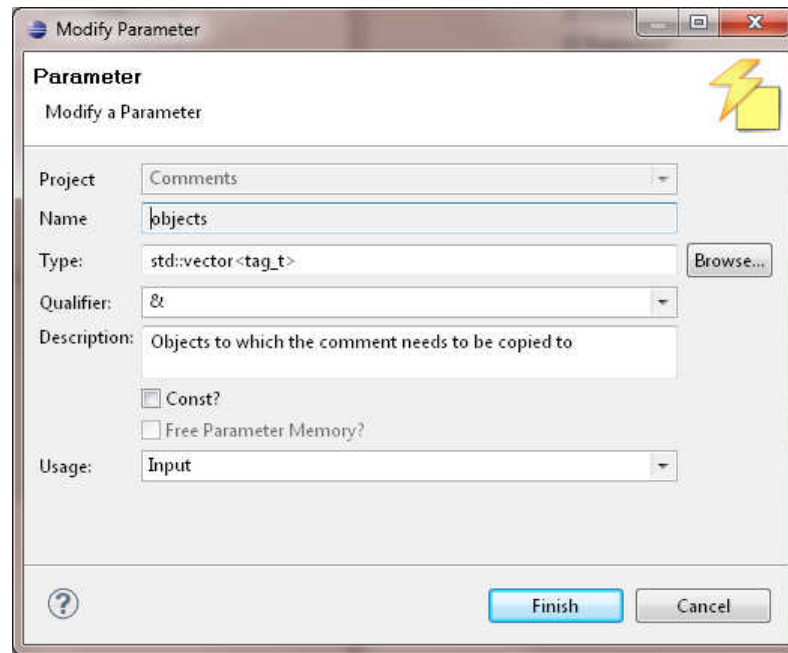 Modify Parameter
Parameter
Modify a Parameter
Project Comments
Name objects
Type: std::vector<tag_t> Browse...
Qualifier: &
Description: Objects to which the comment needs to be copied to
Const?
Free Parameter Memory?
Usage: Input
? Finish Cancel